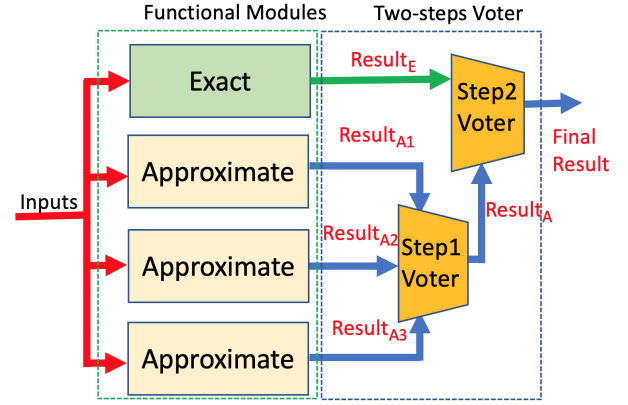 Functional Modules
Two-steps Voter
Exact
Result_E
Step2
Voter
Final
Result
Approximate
Result_A1
Inputs
Approximate
Result_A2
Step1
Voter
Result_A
Approximate
Result_A3